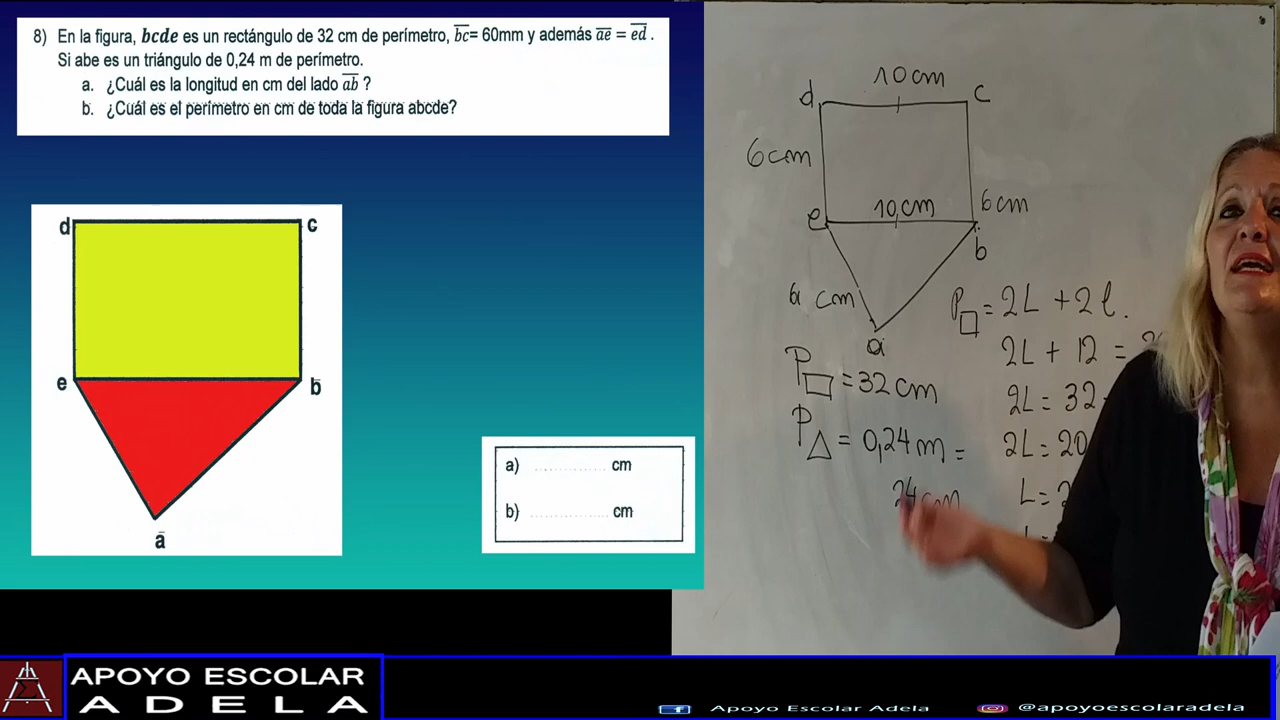 8) En la figura, bcde es un rectángulo de 32 cm de perímetro, bc= 60mm y además ae = ed .
Si abe es un triángulo de 0,24 m de perímetro.
a. ¿Cuál es la longitud en cm del lado ab ?
b. ¿Cuál es el perímetro en cm de toda la figura abcde?
d
c
e
b
a
a) ............. cm
b) ............. cm
10cm
d
c
6cm
e
10cm
6cm
b
6 cm
a
P□ = 2L + 2l.
2L + 12 =
2L = 32
2L = 20
L =
P▭ = 32 cm
P△ = 0,24 m =
24cm
APOYO ESCOLAR
ADELA
Apoyo Escolar Adela
@apoyoescolaradela